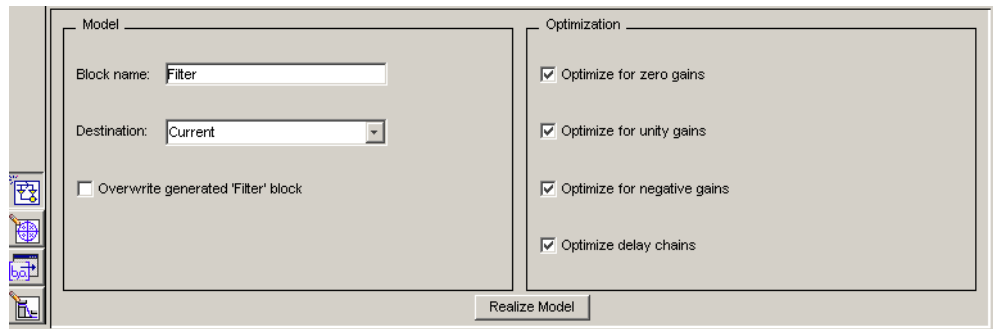 Model
Block name: Filter
Destination: Current
Overwrite generated 'Filter' block
Optimization
Optimize for zero gains
Optimize for unity gains
Optimize for negative gains
Optimize delay chains
Realize Model